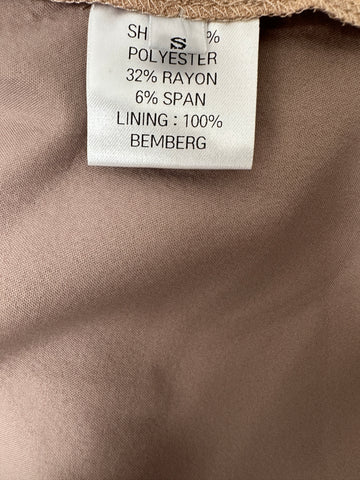 SH %
S
POLYESTER
32% RAYON
6% SPAN
LINING : 100%
BEMBERG